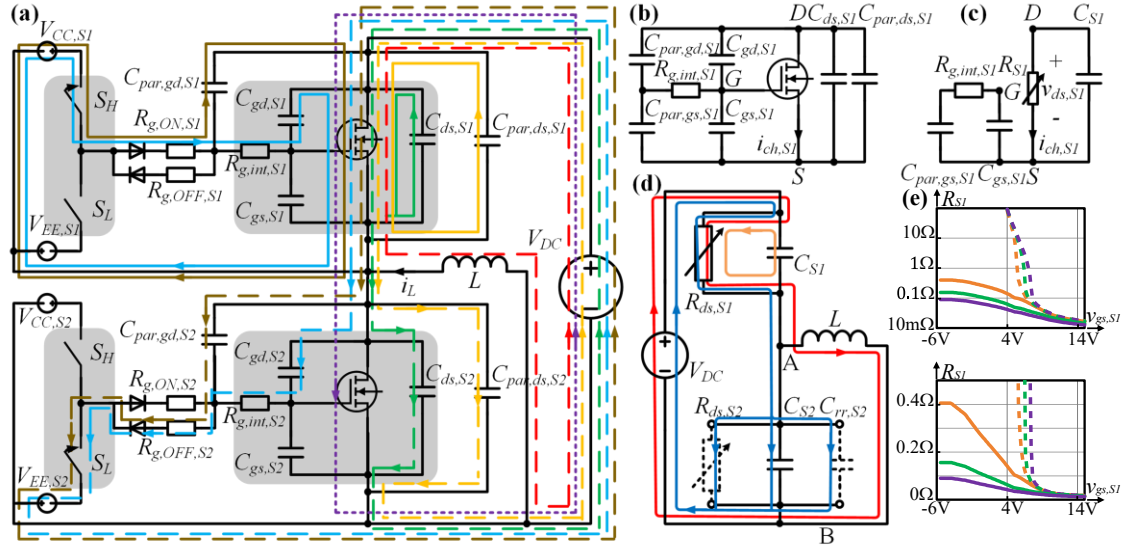 (a)
V_CC,S1
S_H
C_par,gd,S1
R_g,ON,S1
C_gd,S1
R_g,int,S1
C_ds,S1
C_par,ds,S1
S_L
R_g,OFF,S1
C_gs,S1
V_EE,S1
V_DC
+
−
i_L
L
V_CC,S2
C_par,gd,S2
S_H
C_gd,S2
R_g,ON,S2
C_ds,S2
C_par,ds,S2
R_g,int,S2
S_L
R_g,OFF,S2
C_gs,S2
V_EE,S2
(b)
D
C_ds,S1
C_par,ds,S1
C_par,gd,S1
C_gd,S1
R_g,int,S1
G
C_par,gs,S1
C_gs,S1
i_ch,S1
S
(c)
D
C_S1
R_g,int,S1
R_S1
+
G
v_ds,S1
-
i_ch,S1
C_par,gs,S1
C_gs,S1
S
(d)
C_S1
R_ds,S1
L
+
A
V_DC
−
R_ds,S2
C_S2
C_rr,S2
B
(e)
R_S1
10Ω
1Ω
0.1Ω
10mΩ
v_gs,S1
-6V
4V
14V
R_S1
0.4Ω
0.2Ω
0Ω
v_gs,S1
-6V
4V
14V